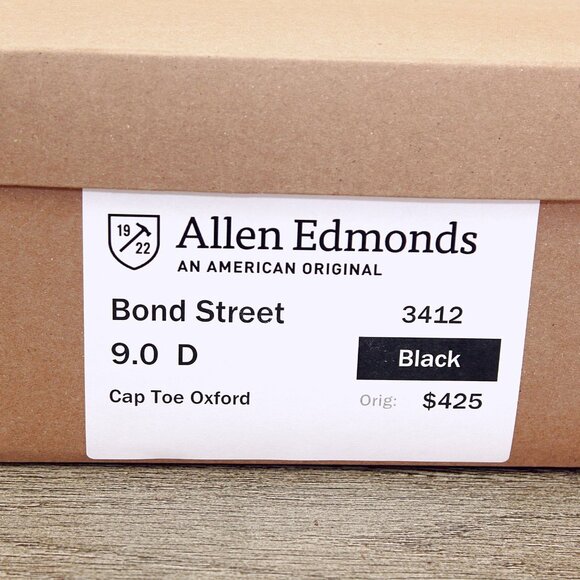 19
22
Allen Edmonds
AN AMERICAN ORIGINAL
Bond Street 3412
9.0 D Black
Cap Toe Oxford Orig: $425